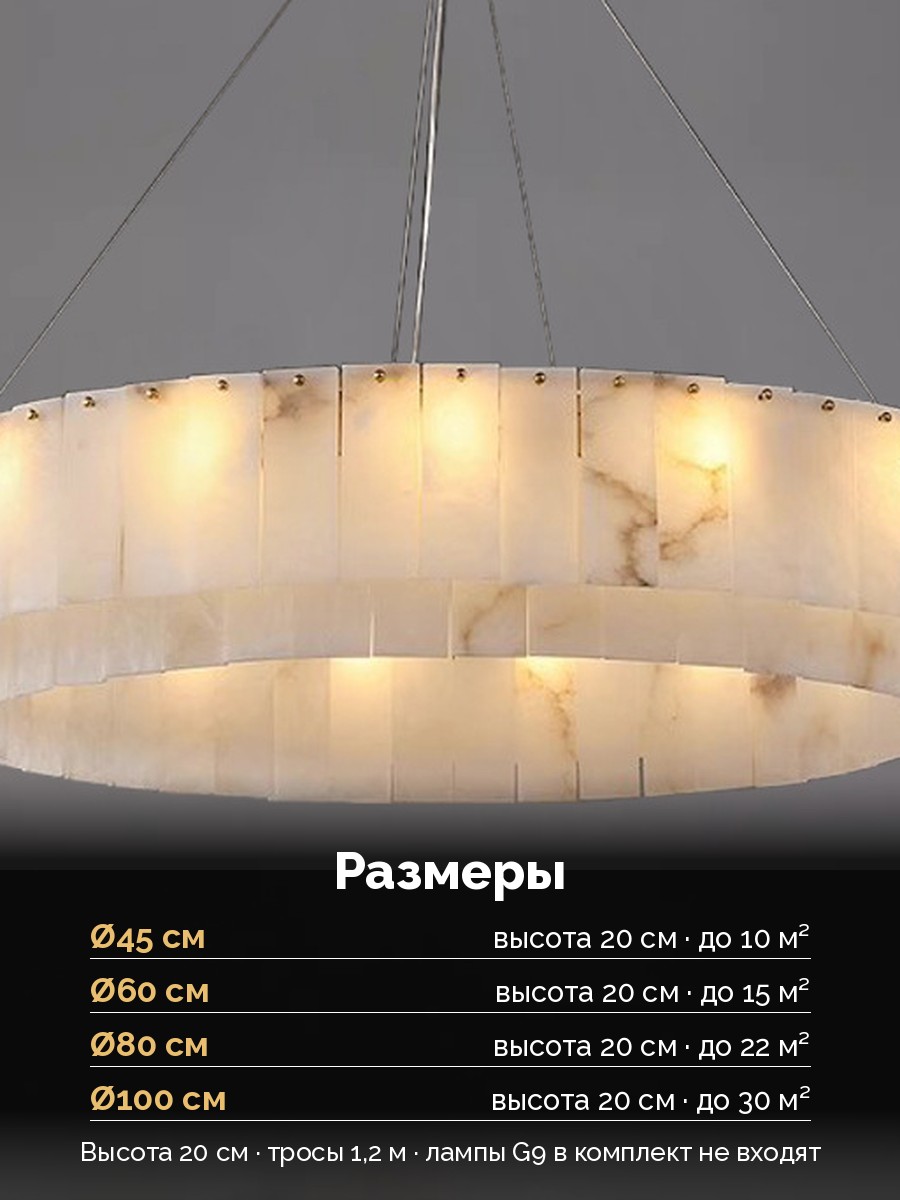 Размеры
Ø45 см высота 20 см · до 10 м²
Ø60 см высота 20 см · до 15 м²
Ø80 см высота 20 см · до 22 м²
Ø100 см высота 20 см · до 30 м²
Высота 20 см · тросы 1,2 м · лампы G9 в комплект не входят